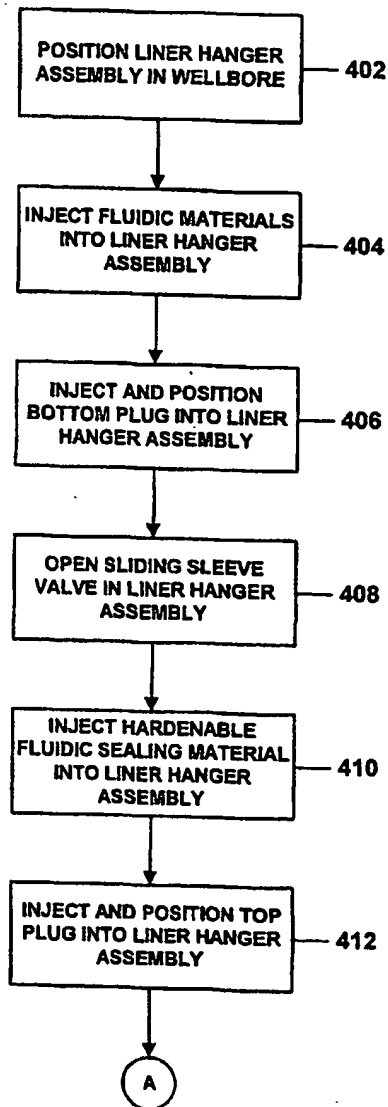 POSITION LINER HANGER
ASSEMBLY IN WELLBORE
402
INJECT FLUIDIC MATERIALS
INTO LINER HANGER
ASSEMBLY
404
INJECT AND POSITION
BOTTOM PLUG INTO LINER
HANGER ASSEMBLY
406
OPEN SLIDING SLEEVE
VALVE IN LINER HANGER
ASSEMBLY
408
INJECT HARDENABLE
FLUIDIC SEALING MATERIAL
INTO LINER HANGER
ASSEMBLY
410
INJECT AND POSITION TOP
PLUG INTO LINER HANGER
ASSEMBLY
412
A